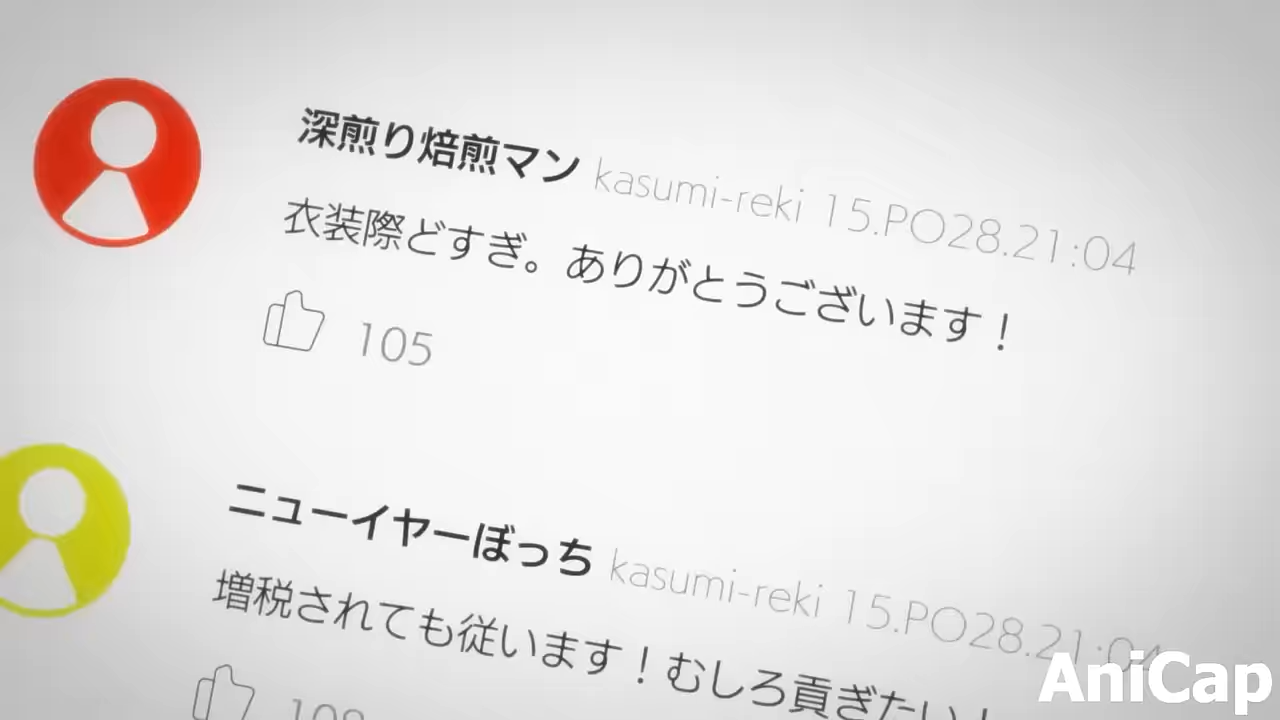 深煎り焙煎マン kasumi-reki 15.PO28.21:04
衣装際どすぎ。ありがとうございます！
105
ニューイヤーぼっち kasumi-reki 15.PO28.21:04
増税されても従います！むしろ貢ぎたい！
AniCap